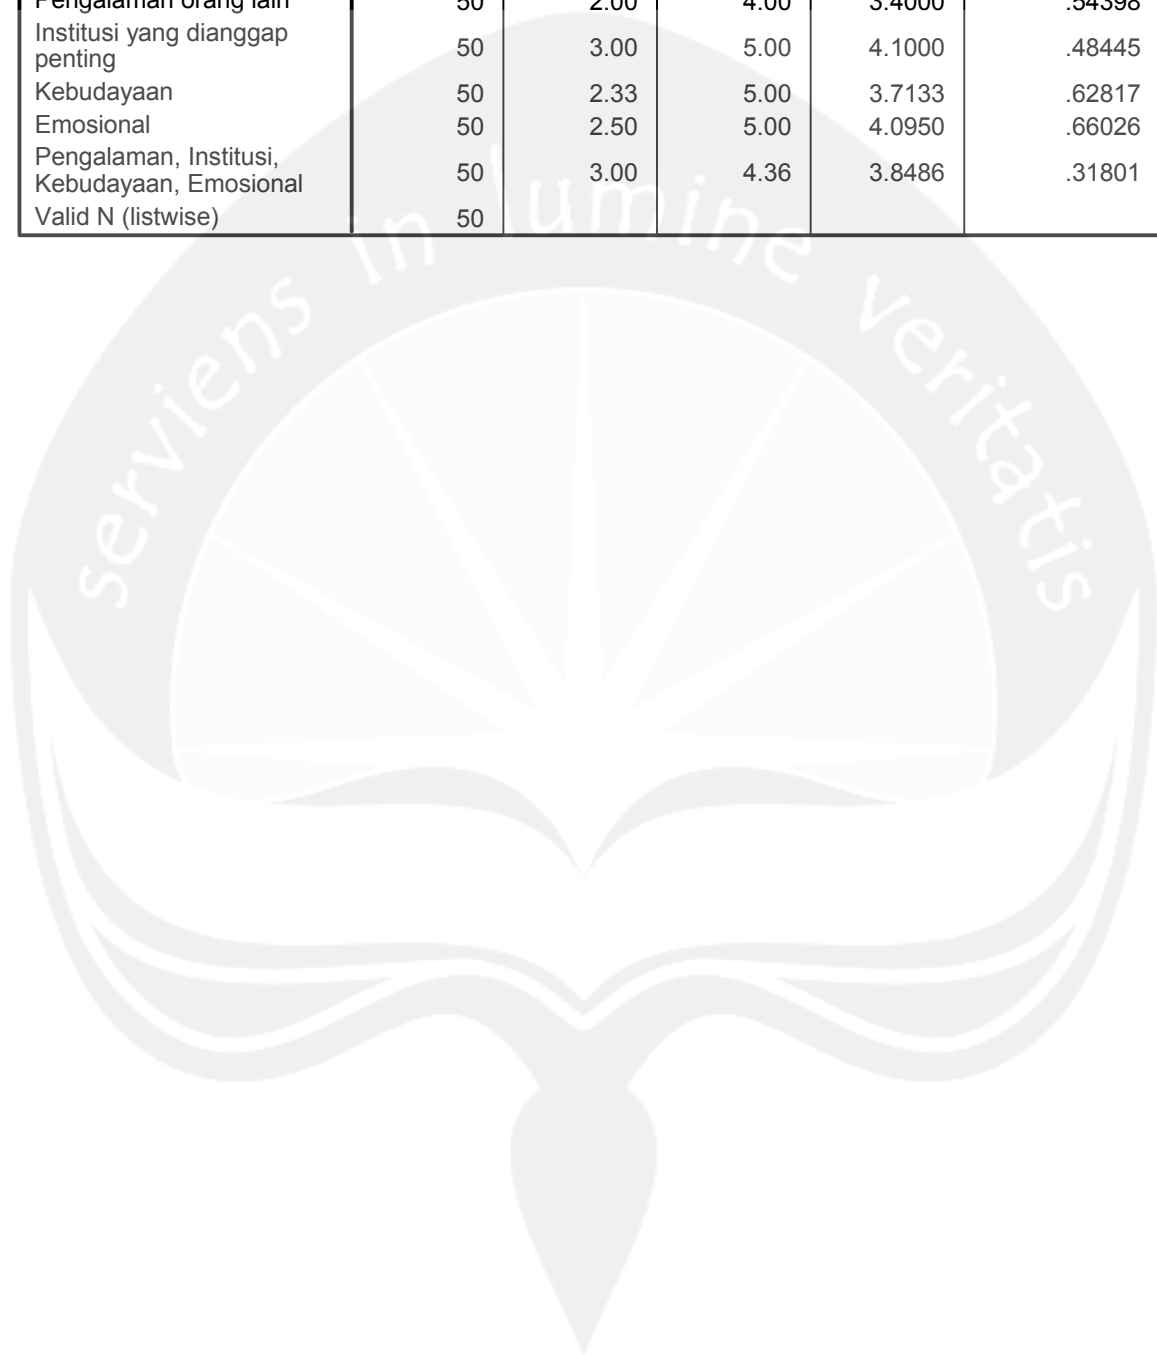 Pengalaman orang lain 50 2.00 4.00 3.4000 .54398
Institusi yang dianggap
penting 50 3.00 5.00 4.1000 .48445
Kebudayaan 50 2.33 5.00 3.7133 .62817
Emosional 50 2.50 5.00 4.0950 .66026
Pengalaman, Institusi,
Kebudayaan, Emosional 50 3.00 4.36 3.8486 .31801
Valid N (listwise) 50
serviens in lumine veritatis